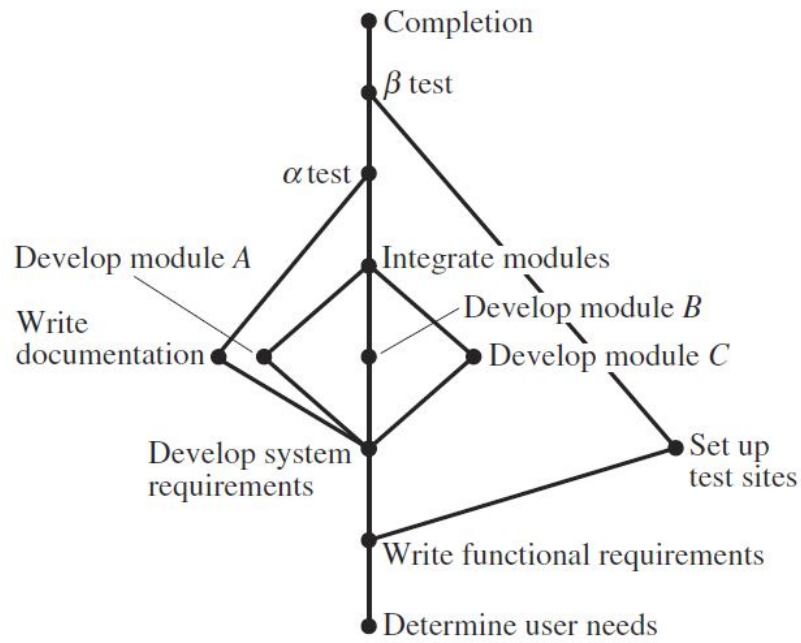 Completion
β test
α test
Develop module A
Integrate modules
Develop module B
Write
documentation
Develop module C
Develop system
requirements
Set up
test sites
Write functional requirements
Determine user needs